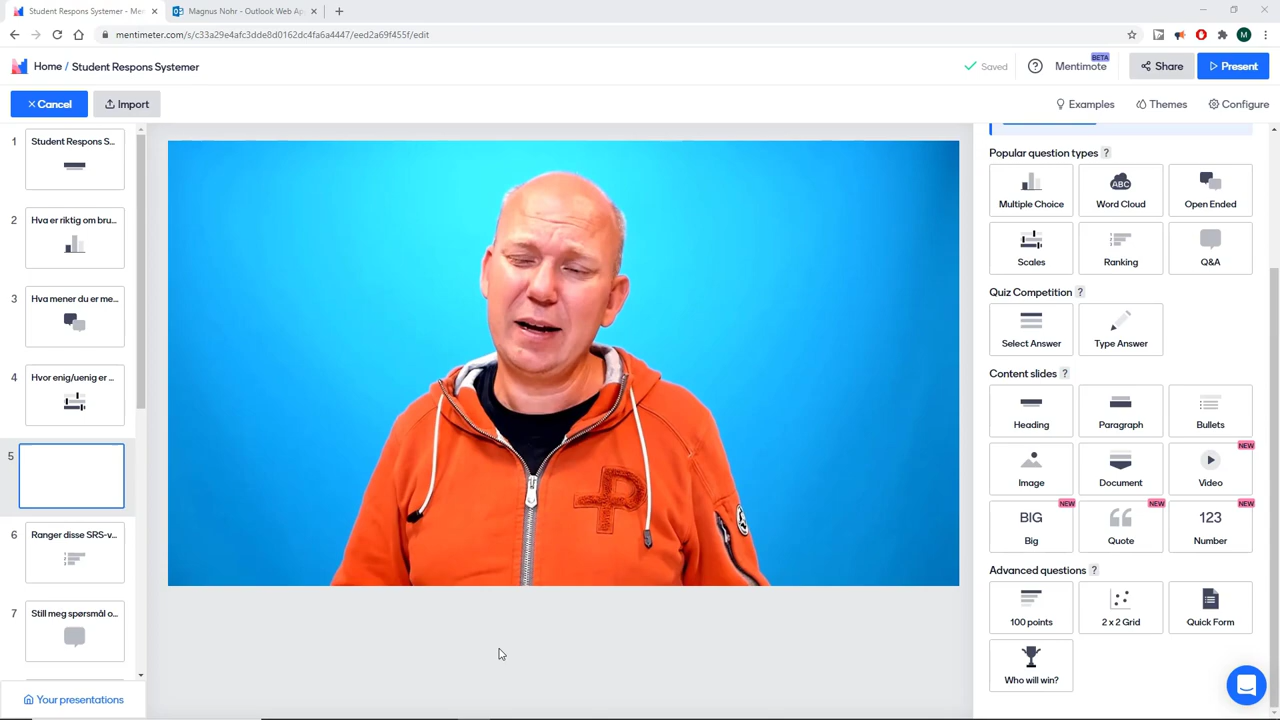 Student Respons Systemer - Me
Magnus Nohr - Outlook Web Ap
mentimeter.com/s/c33a29e4afc3dde8d0162dc4fa6a4447/eed2a69f455f/edit
M
Home / Student Respons Systemer
Saved
Mentimote
BETA
Share
Present
Cancel
Import
Examples
Themes
Configure
1
Student Respons S...
2
Hva er riktig om bru...
3
Hva mener du er me...
4
Hvor enig/uenig er ...
5
6
Ranger disse SRS-v...
7
Still meg spørsmål o...
Your presentations
P
Popular question types ?
Multiple Choice
ABC
Word Cloud
Open Ended
Scales
Ranking
Q&A
Quiz Competition ?
Select Answer
Type Answer
Content slides ?
Heading
Paragraph
Bullets
Image
Document
NEW
Video
NEW
BIG
Big
NEW
Quote
NEW
123
Number
Advanced questions ?
100 points
2 x 2 Grid
Quick Form
Who will win?